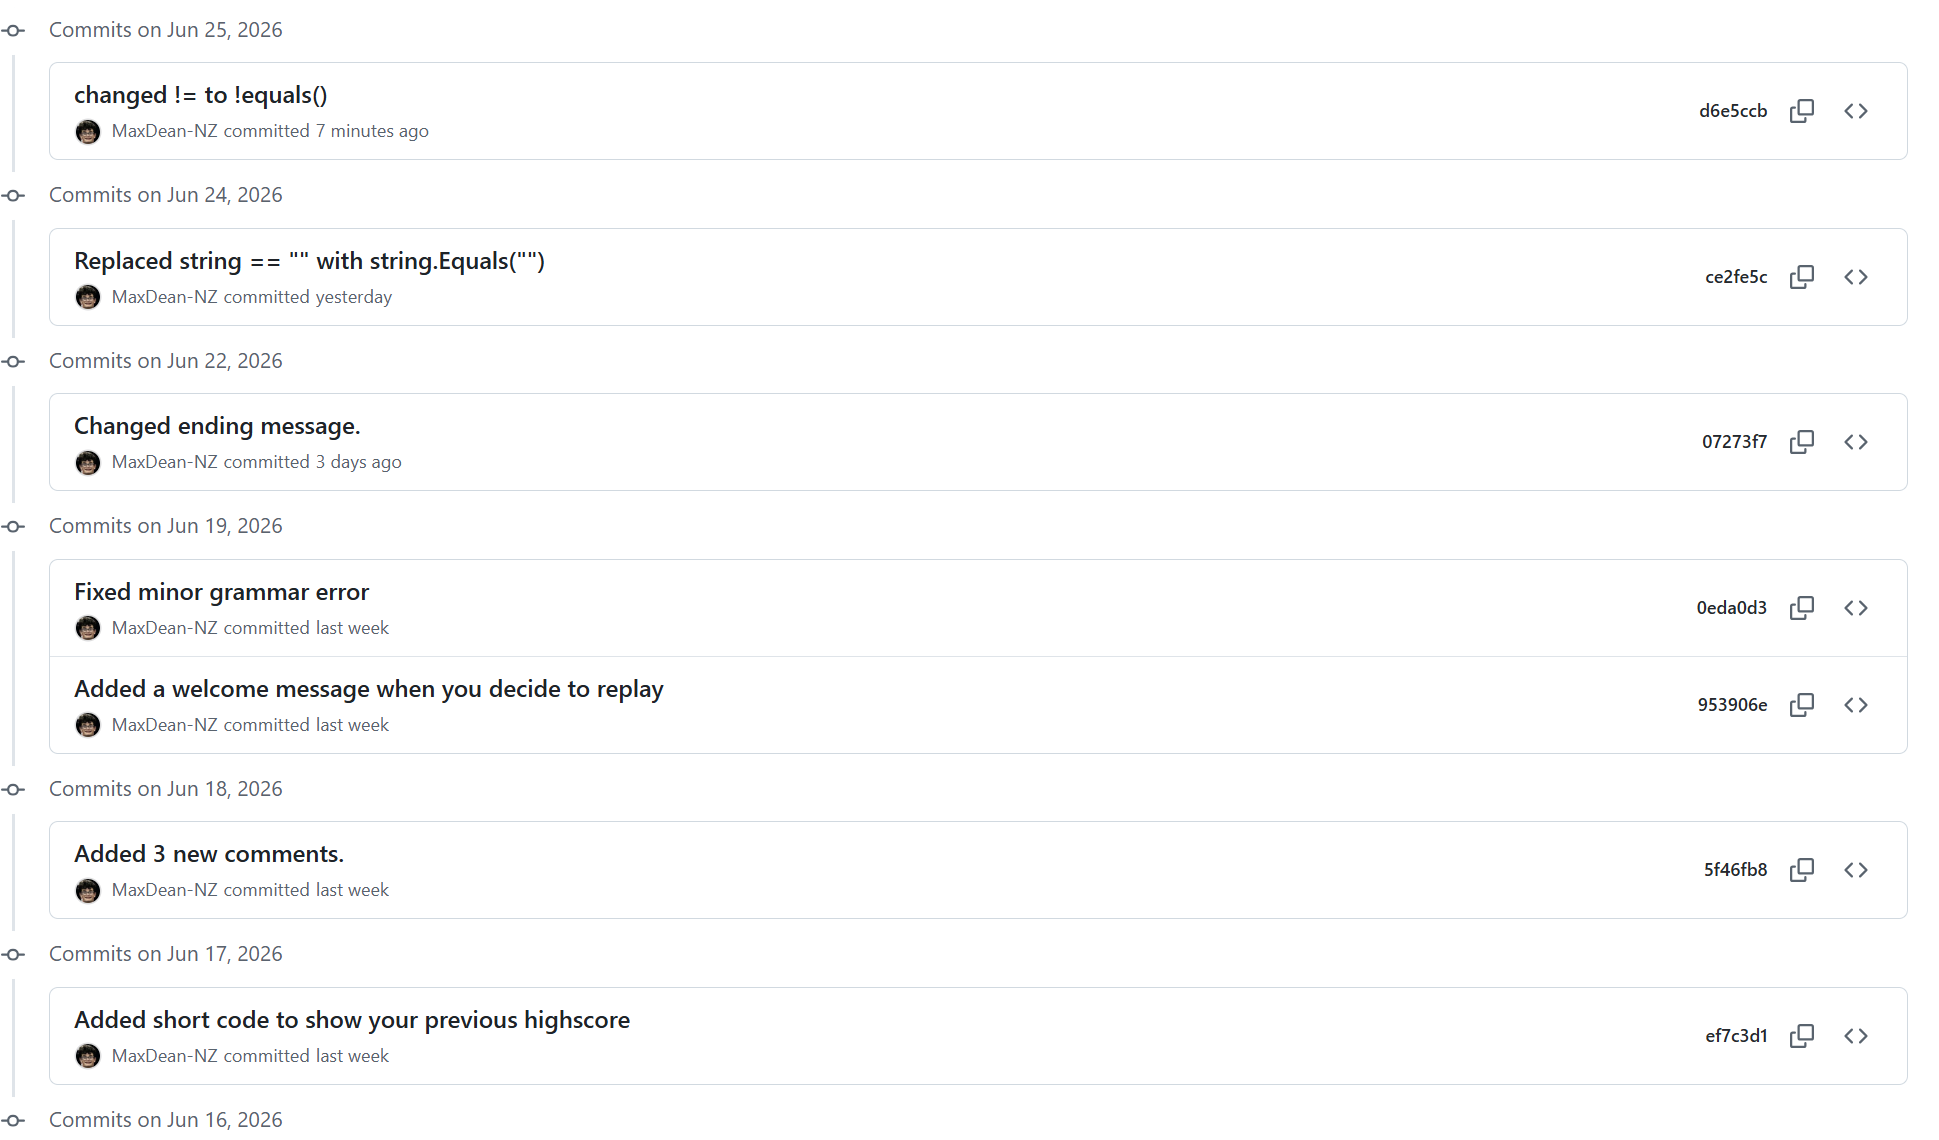 Commits on Jun 25, 2026
changed != to !equals()
MaxDean-NZ committed 7 minutes ago
d6e5ccb
Commits on Jun 24, 2026
Replaced string == "" with string.Equals("")
MaxDean-NZ committed yesterday
ce2fe5c
Commits on Jun 22, 2026
Changed ending message.
MaxDean-NZ committed 3 days ago
07273f7
Commits on Jun 19, 2026
Fixed minor grammar error
MaxDean-NZ committed last week
0eda0d3
Added a welcome message when you decide to replay
MaxDean-NZ committed last week
953906e
Commits on Jun 18, 2026
Added 3 new comments.
MaxDean-NZ committed last week
5f46fb8
Commits on Jun 17, 2026
Added short code to show your previous highscore
MaxDean-NZ committed last week
ef7c3d1
Commits on Jun 16, 2026